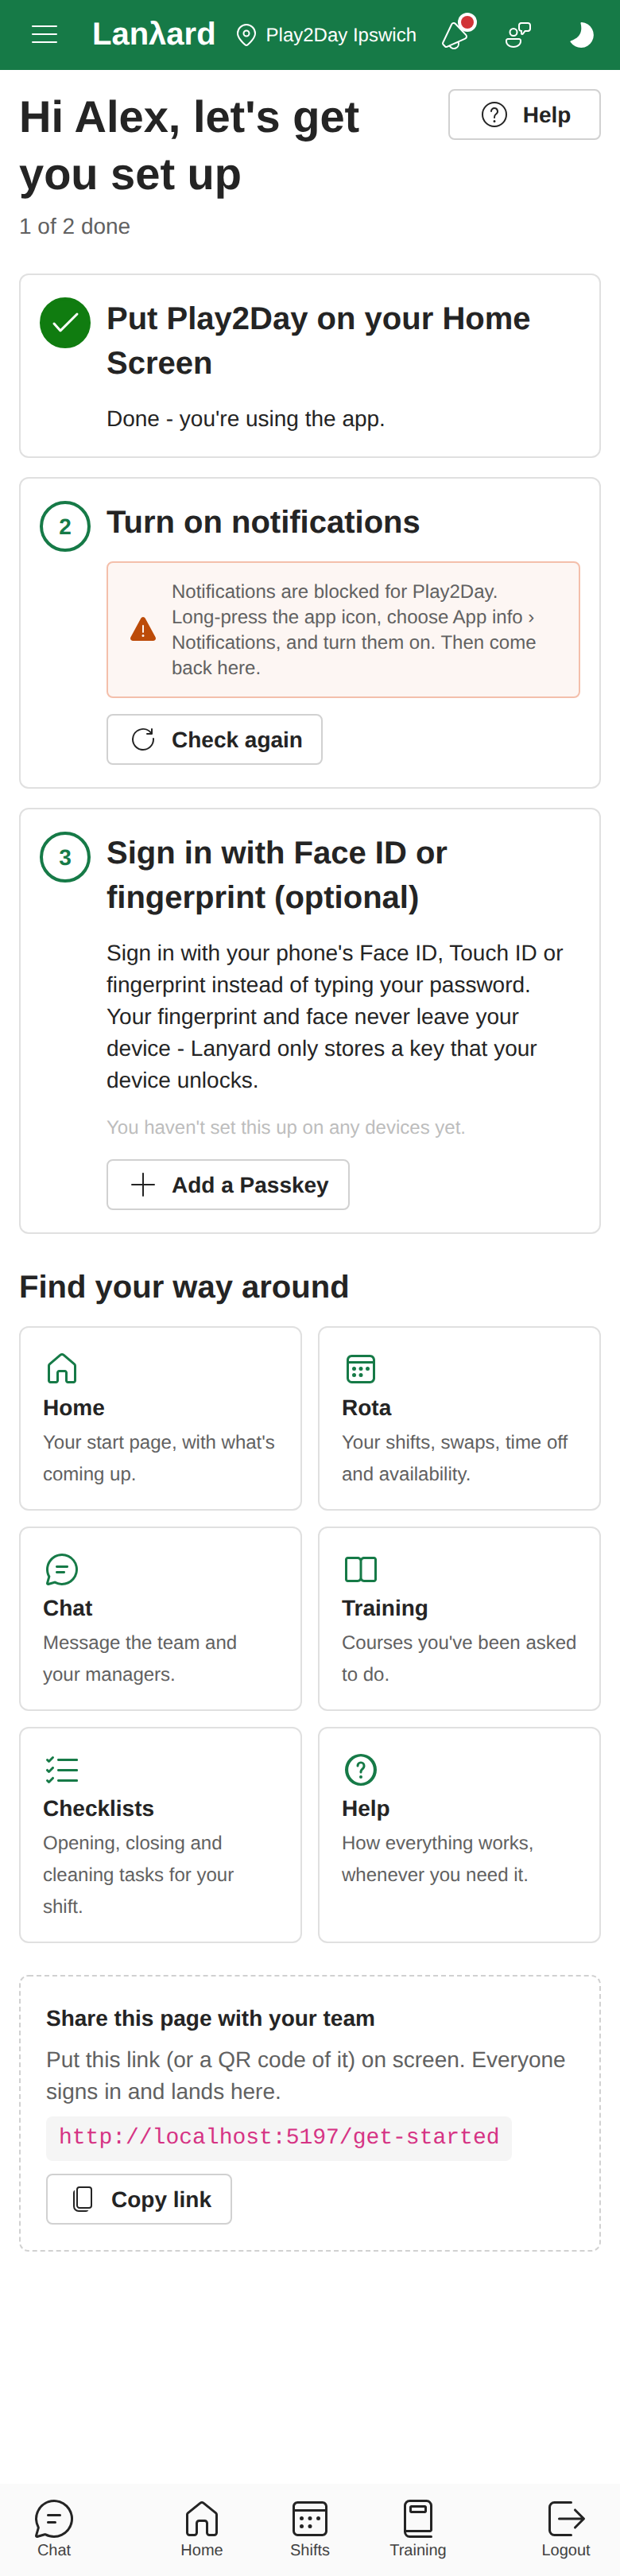 Lanλard
Play2Day Ipswich
Hi Alex, let's get
you set up
Help
1 of 2 done
Put Play2Day on your Home
Screen
Done - you're using the app.
2
Turn on notifications
Notifications are blocked for Play2Day.
Long-press the app icon, choose App info ›
Notifications, and turn them on. Then come
back here.
Check again
3
Sign in with Face ID or
fingerprint (optional)
Sign in with your phone's Face ID, Touch ID or
fingerprint instead of typing your password.
Your fingerprint and face never leave your
device - Lanyard only stores a key that your
device unlocks.
You haven't set this up on any devices yet.
Add a Passkey
Find your way around
Home
Your start page, with what's
coming up.
Rota
Your shifts, swaps, time off
and availability.
Chat
Message the team and
your managers.
Training
Courses you've been asked
to do.
Checklists
Opening, closing and
cleaning tasks for your
shift.
Help
How everything works,
whenever you need it.
Share this page with your team
Put this link (or a QR code of it) on screen. Everyone
signs in and lands here.
http://localhost:5197/get-started
Copy link
Chat
Home
Shifts
Training
Logout